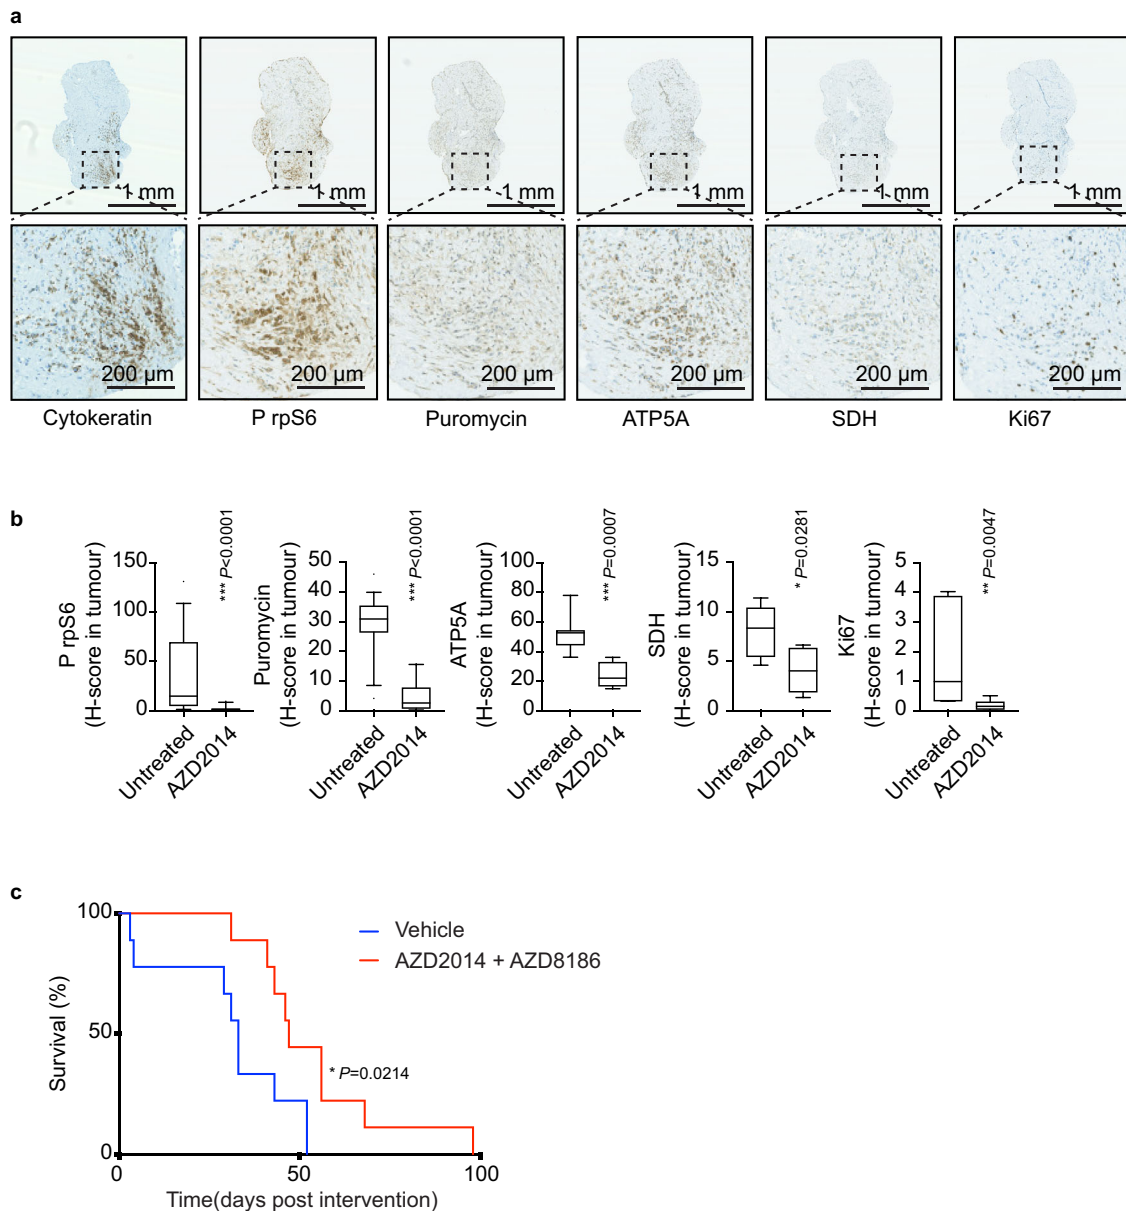 a
1 mm 1 mm 1 mm 1 mm 1 mm 1 mm
200 µm 200 µm 200 µm 200 µm 200 µm 200 µm
Cytokeratin P rpS6 Puromycin ATP5A SDH Ki67
b
P rpS6
(H-score in tumour)
150
100
50
0
*** P<0.0001
Untreated
AZD2014
Puromycin
(H-score in tumour)
50
40
30
20
10
0
*** P<0.0001
Untreated
AZD2014
ATP5A
(H-score in tumour)
100
80
60
40
20
0
*** P=0.0007
Untreated
AZD2014
SDH
(H-score in tumour)
15
10
5
0
* P=0.0281
Untreated
AZD2014
Ki67
(H-score in tumour)
5
4
3
2
1
0
** P=0.0047
Untreated
AZD2014
c
Survival (%)
100
50
0
Vehicle
AZD2014 + AZD8186
* P=0.0214
0 50 100
Time(days post intervention)